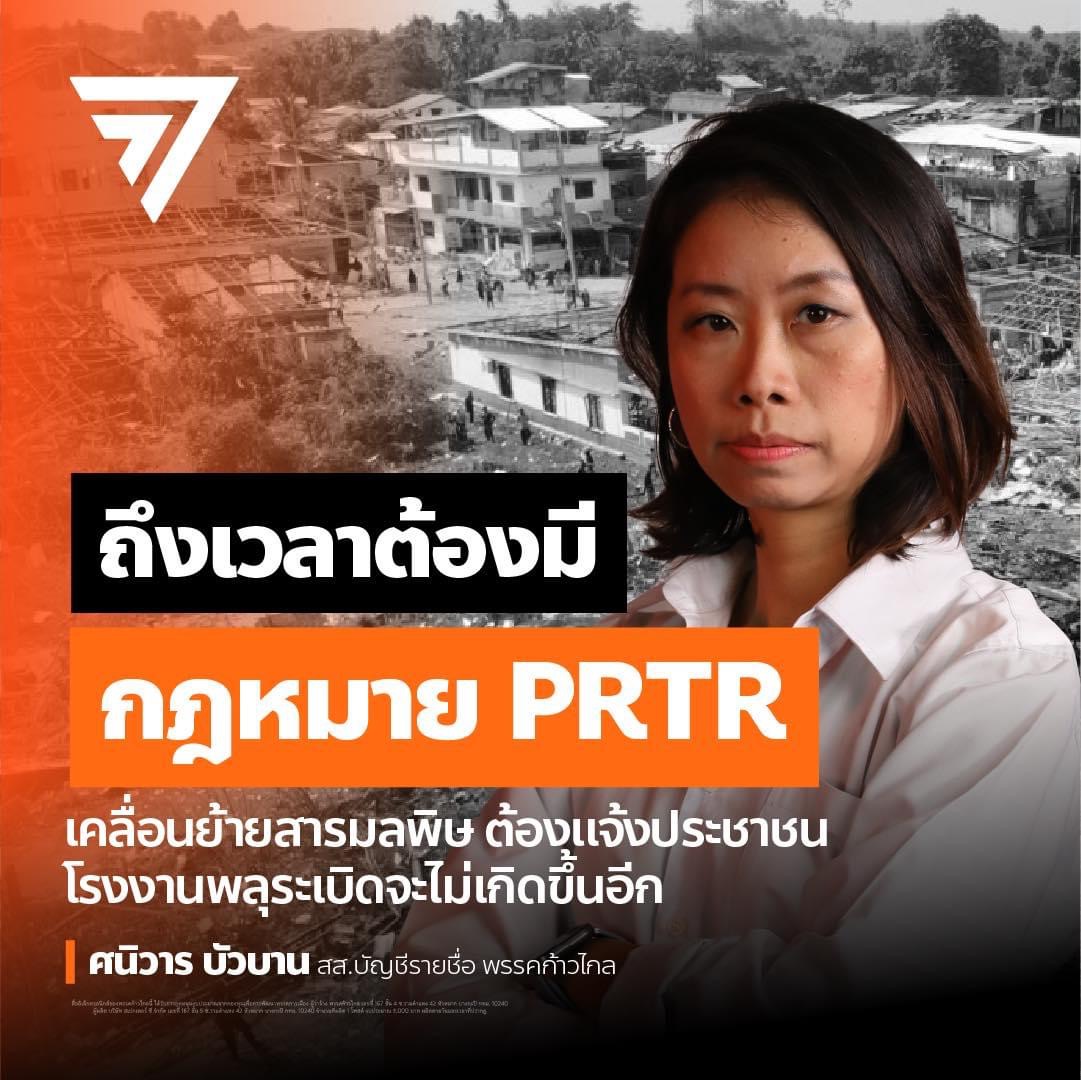 ถึงเวลาต้องมี
กฎหมาย PRTR
เคลื่อนย้ายสารมลพิษ ต้องแจ้งประชาชน
โรงงานพลุระเบิดจะไม่เกิดขึ้นอีก
ศนิวาร บัวบาน สส.บัญชีรายชื่อ พรรคก้าวไกล